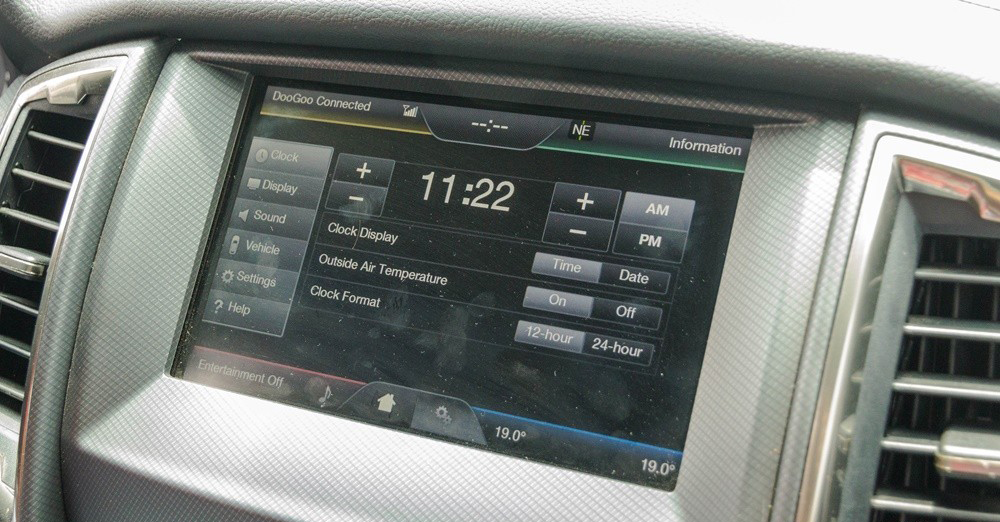 DooGoo Connected
--:--
NE
Information
Clock
+
11:22
+
AM
Display
−
−
PM
Sound
Clock Display
Time
Date
Vehicle
Outside Air Temperature
On
Off
Settings
Clock Format
12-hour
24-hour
? Help
Entertainment Off
19.0°
19.0°